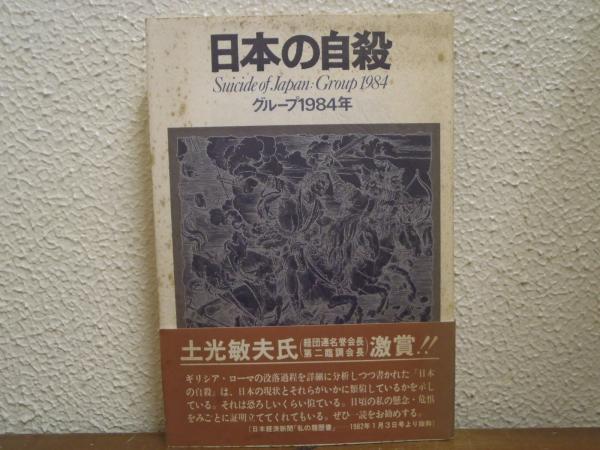 日本の自殺
Suicide of Japan: Group 1984
グループ1984年
土光敏夫氏(経団連名誉会長 第二臨調会長)激賞!!
ギリシア・ローマの没落過程を詳細に分析しつつ書かれた「日本
の自殺」は、日本の現状とそれらがいかに類似しているかを示し
ている。それは恐ろしいくらい似ている。日頃の私の懸念・危惧
をみごとに証明立ててくれてもいる。ぜひ一読をお勧めする。
[日本経済新聞「私の履歴書」——1982年1月3日号より抜粋]